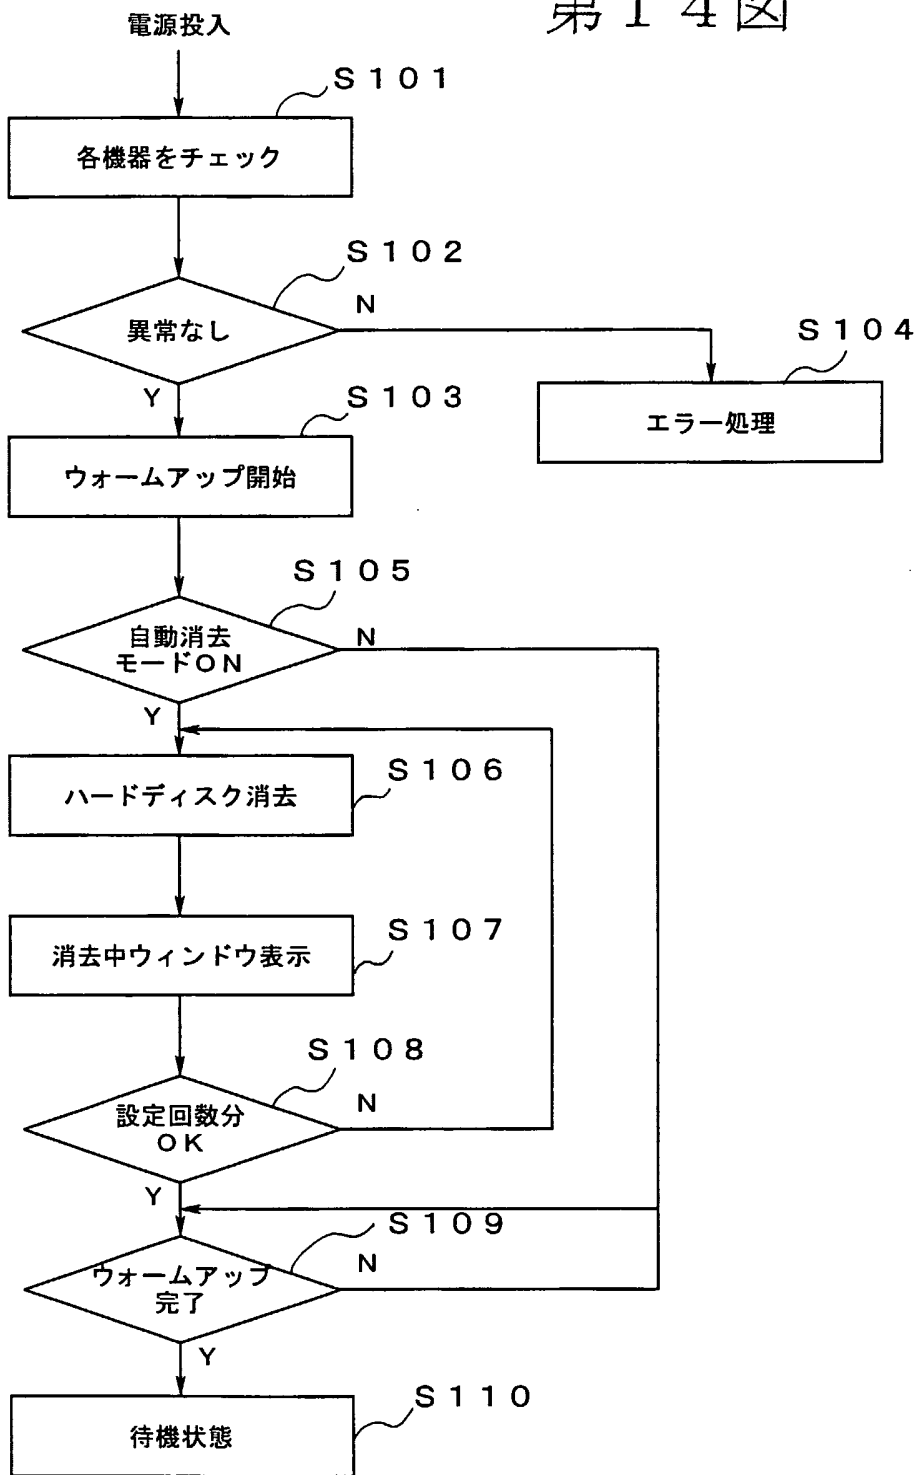 第１４図
電源投入
Ｓ１０１
各機器をチェック
Ｓ１０２
異常なし
Ｎ
Ｙ
Ｓ１０４
エラー処理
Ｓ１０３
ウォームアップ開始
Ｓ１０５
自動消去
モードＯＮ
Ｎ
Ｙ
Ｓ１０６
ハードディスク消去
Ｓ１０７
消去中ウィンドウ表示
Ｓ１０８
設定回数分
ＯＫ
Ｎ
Ｙ
Ｓ１０９
ウォームアップ
完了
Ｎ
Ｙ
Ｓ１１０
待機状態